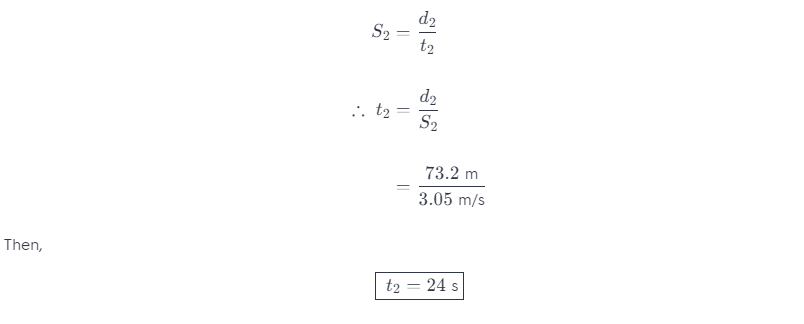 S₂ = d₂/t₂
∴ t₂ = d₂/S₂
= 73.2 m/3.05 m/s
Then,
t₂ = 24 s